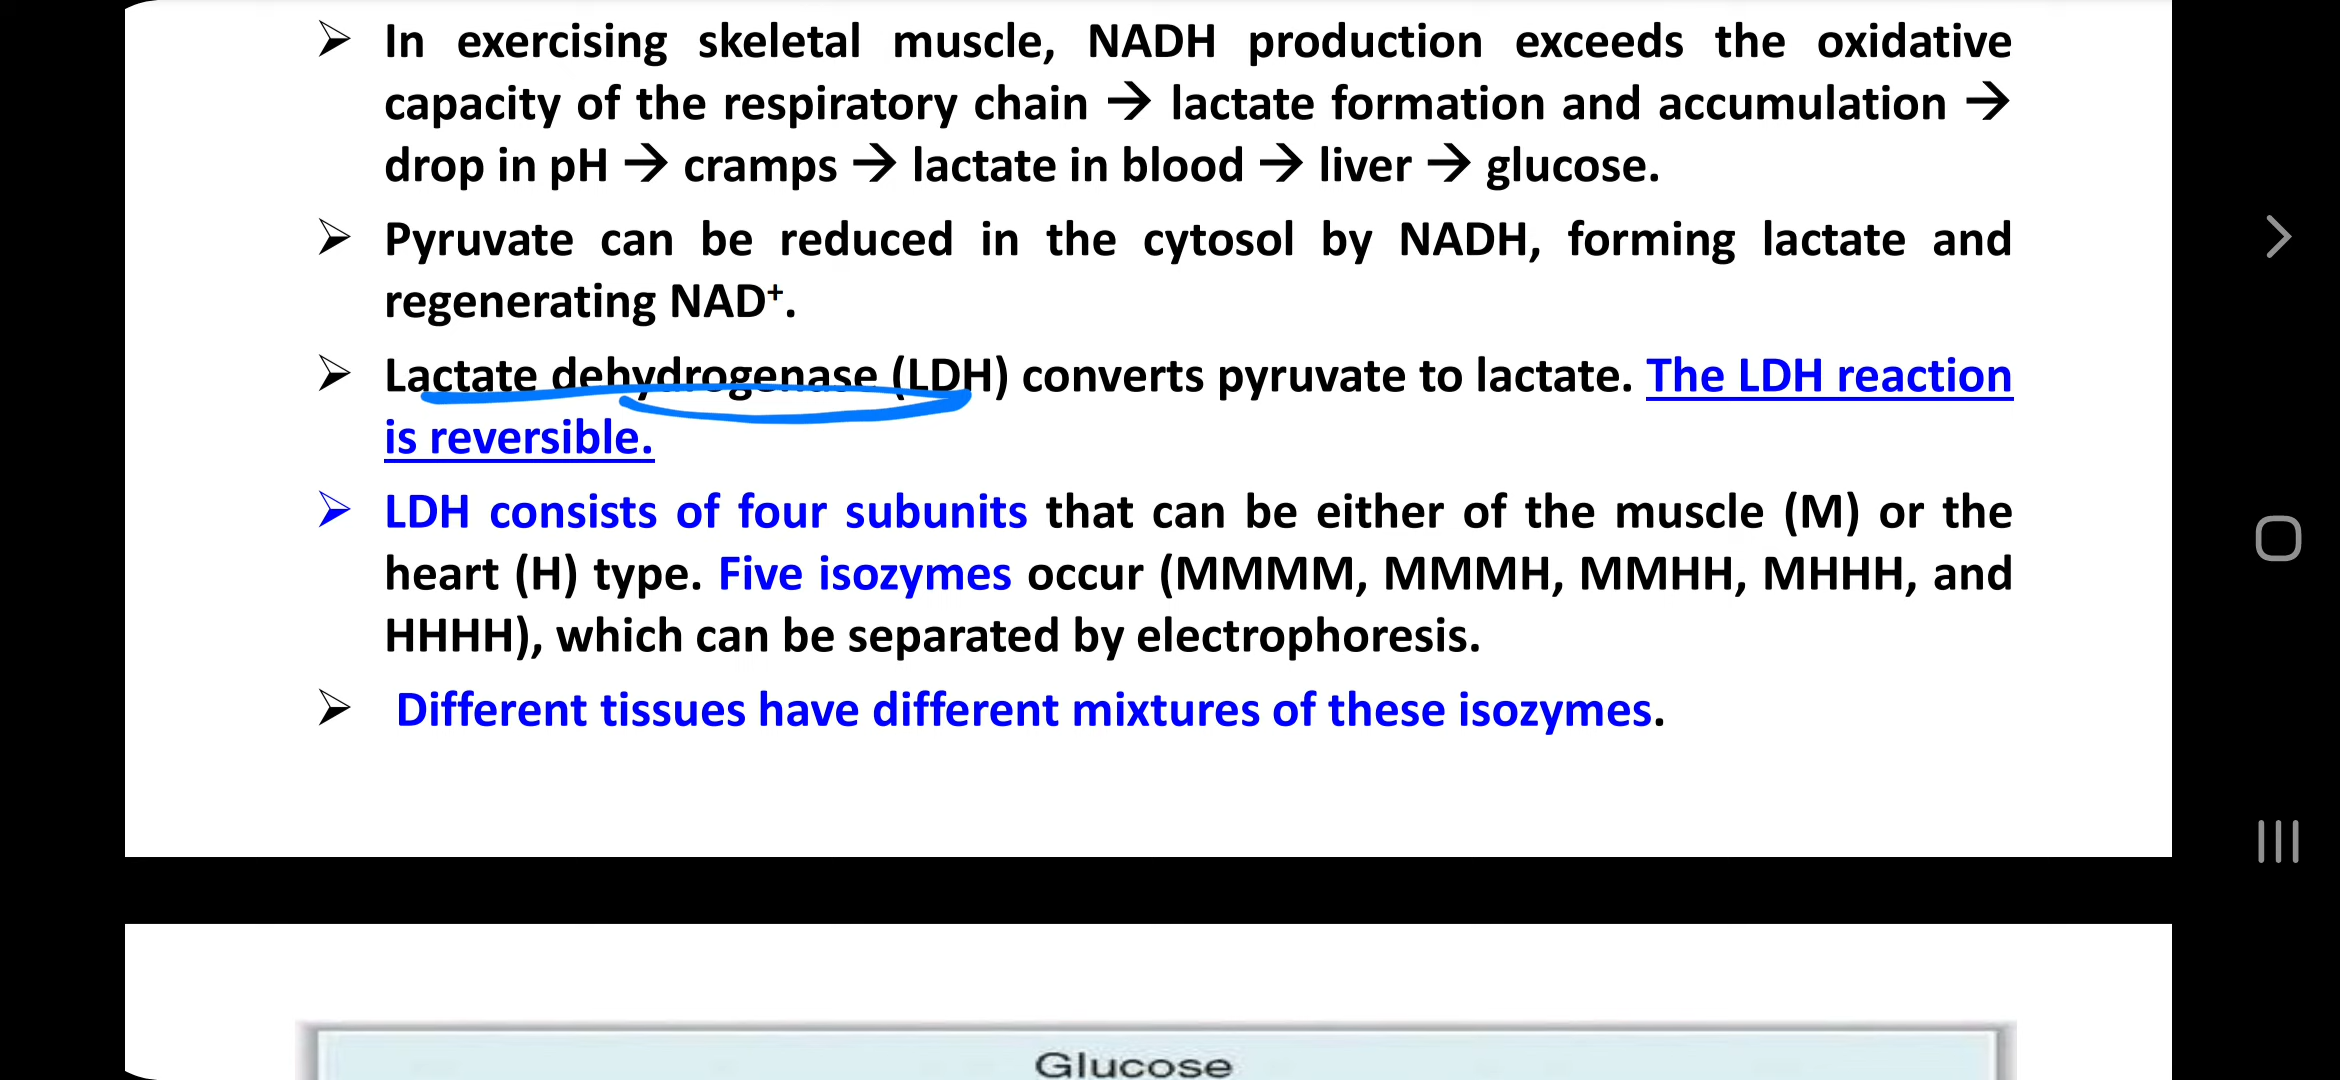 ➢ In exercising skeletal muscle, NADH production exceeds the oxidative
capacity of the respiratory chain → lactate formation and accumulation →
drop in pH → cramps → lactate in blood → liver → glucose.
➢ Pyruvate can be reduced in the cytosol by NADH, forming lactate and
regenerating NAD⁺.
➢ Lactate dehydrogenase (LDH) converts pyruvate to lactate. The LDH reaction
is reversible.
➢ LDH consists of four subunits that can be either of the muscle (M) or the
heart (H) type. Five isozymes occur (MMMM, MMMH, MMHH, MHHH, and
HHHH), which can be separated by electrophoresis.
➢ Different tissues have different mixtures of these isozymes.
Glucose